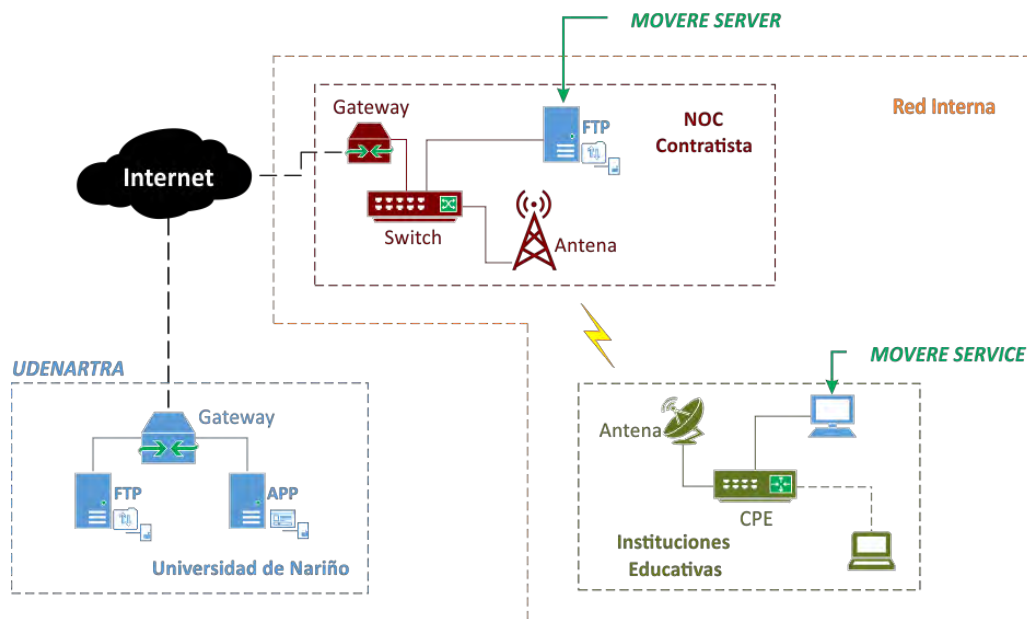 MOVERE SERVER
Red Interna
Gateway
NOC
Contratista
FTP
Internet
Switch
Antena
MOVERE SERVICE
UDENARTRA
Gateway
Antena
FTP
APP
CPE
Instituciones
Educativas
Universidad de Nariño